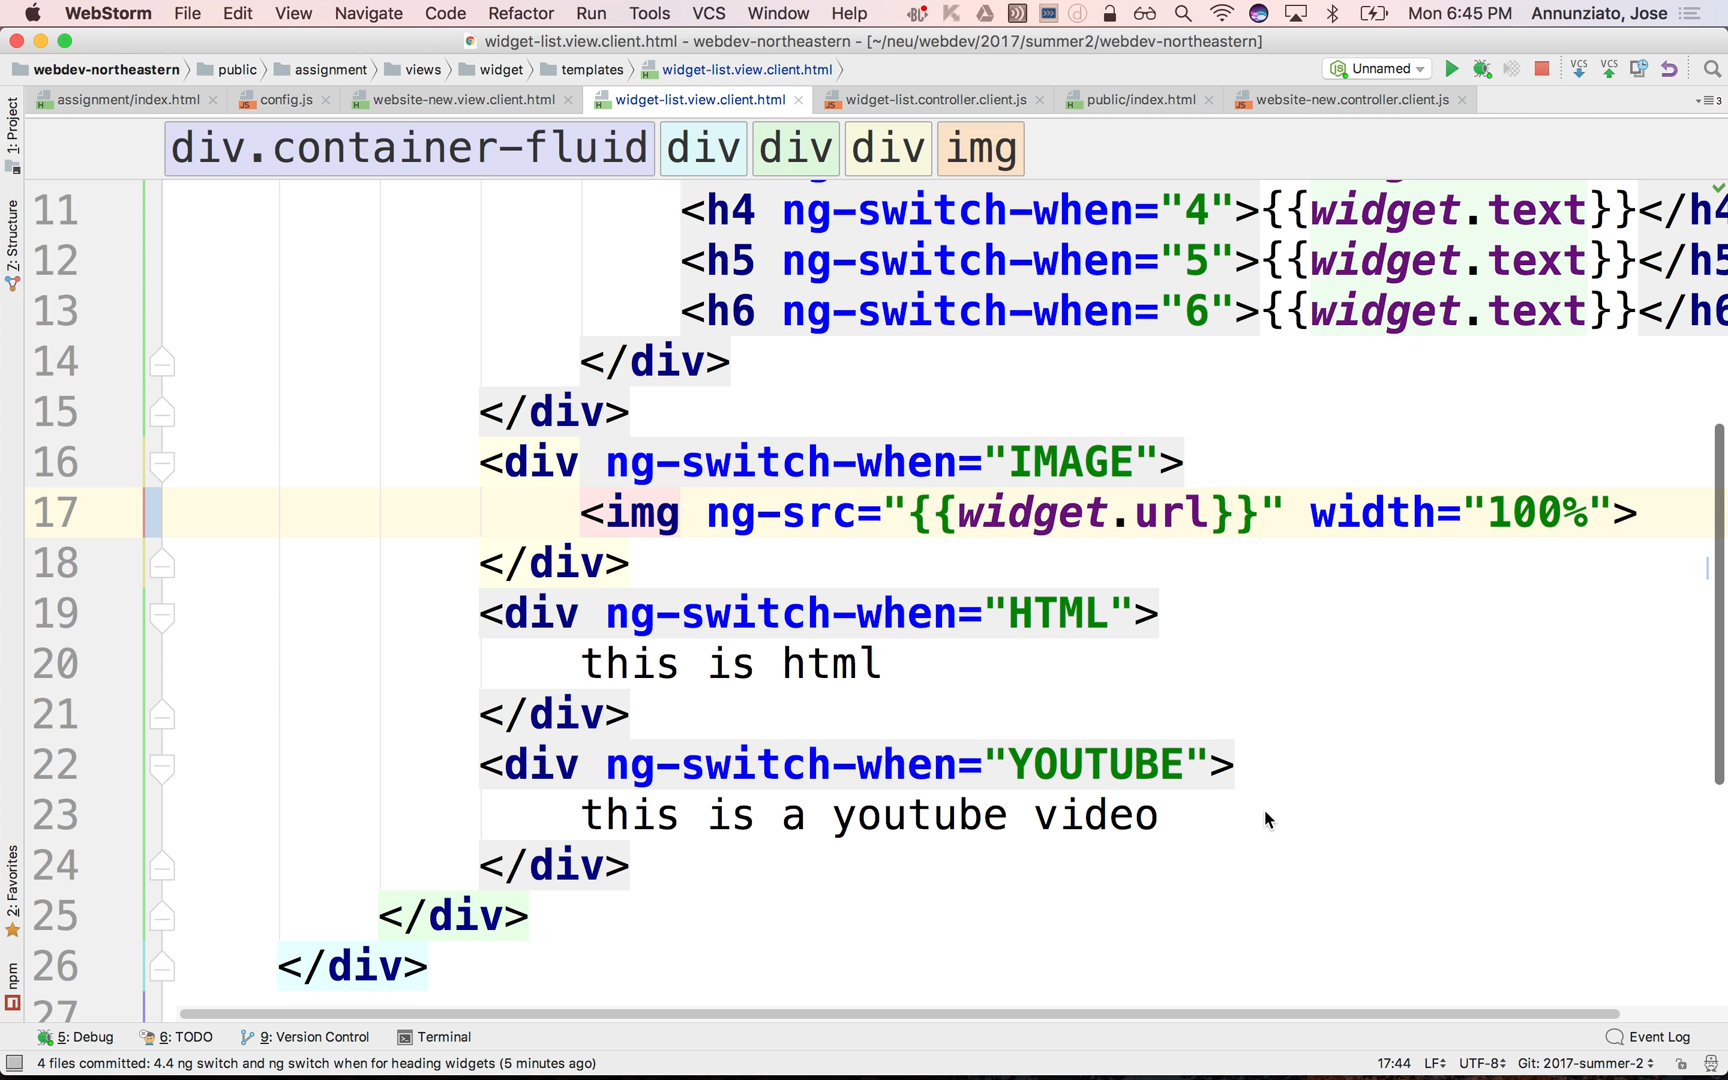 WebStorm File Edit View Navigate Code Refactor Run Tools VCS Window Help Mon 6:45 PM Annunziato, Jose
widget-list.view.client.html - webdev-northeastern - [~/neu/webdev/2017/summer2/webdev-northeastern]
webdev-northeastern public assignment views widget templates widget-list.view.client.html Unnamed VCS VCS
assignment/index.html config.js website-new.view.client.html widget-list.view.client.html widget-list.controller.client.js public/index.html website-new.controller.client.js 3
1: Project
7: Structure
2: Favorites
npm
div.container-fluid div div div img
11 <h4 ng-switch-when="4">{{widget.text}}</h4
12 <h5 ng-switch-when="5">{{widget.text}}</h5
13 <h6 ng-switch-when="6">{{widget.text}}</h6
14 </div>
15 </div>
16 <div ng-switch-when="IMAGE">
17 <img ng-src="{{widget.url}}" width="100%">
18 </div>
19 <div ng-switch-when="HTML">
20 this is html
21 </div>
22 <div ng-switch-when="YOUTUBE">
23 this is a youtube video
24 </div>
25 </div>
26 </div>
27
5: Debug 6: TODO 9: Version Control Terminal Event Log
4 files committed: 4.4 ng switch and ng switch when for heading widgets (5 minutes ago) 17:44 LF UTF-8 Git: 2017-summer-2